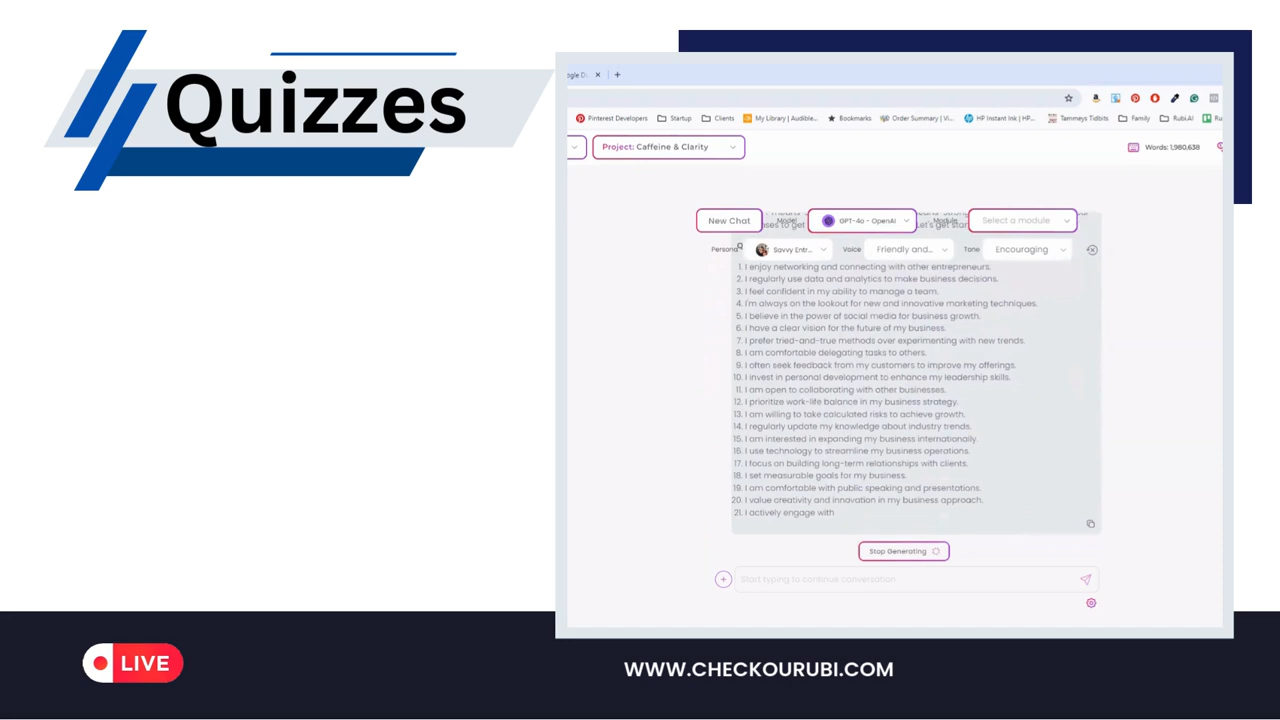 Quizzes
ogle D
Pinterest Developers Startup Clients My Library | Audible... Bookmarks Order Summary | Vi... HP Instant Ink | HP... Tammeys Tidbits Family Rubi.AI Ru
Project: Caffeine & Clarity Words: 1,980,638
New Chat Model GPT-4o - OpenAI Module Select a module
Persona Savvy Entr... Voice Friendly and... Tone Encouraging
1. I enjoy networking and connecting with other entrepreneurs.
2. I regularly use data and analytics to make business decisions.
3. I feel confident in my ability to manage a team.
4. I'm always on the lookout for new and innovative marketing techniques.
5. I believe in the power of social media for business growth.
6. I have a clear vision for the future of my business.
7. I prefer tried-and-true methods over experimenting with new trends.
8. I am comfortable delegating tasks to others.
9. I often seek feedback from my customers to improve my offerings.
10. I invest in personal development to enhance my leadership skills.
11. I am open to collaborating with other businesses.
12. I prioritize work-life balance in my business strategy.
13. I am willing to take calculated risks to achieve growth.
14. I regularly update my knowledge about industry trends.
15. I am interested in expanding my business internationally.
16. I use technology to streamline my business operations.
17. I focus on building long-term relationships with clients.
18. I set measurable goals for my business.
19. I am comfortable with public speaking and presentations.
20. I value creativity and innovation in my business approach.
21. I actively engage with
Stop Generating
Start typing to continue conversation
LIVE
WWW.CHECKOURUBI.COM